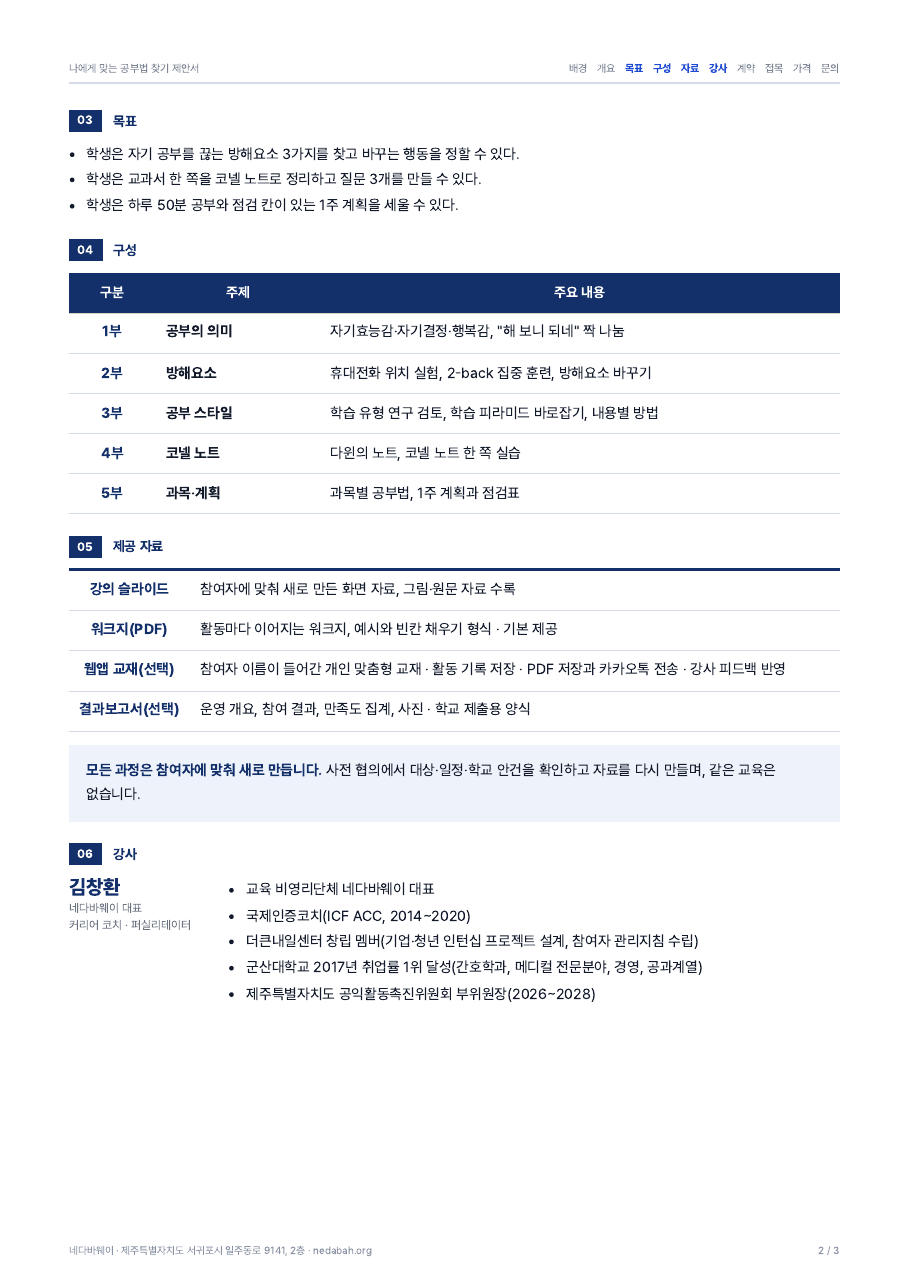 나에게 맞는 공부법 찾기 제안서
배경 개요 목표 구성 자료 강사 계약 접목 가격 문의
03 목표
• 학생은 자기 공부를 끊는 방해요소 3가지를 찾고 바꾸는 행동을 정할 수 있다.
• 학생은 교과서 한 쪽을 코넬 노트로 정리하고 질문 3개를 만들 수 있다.
• 학생은 하루 50분 공부와 점검 칸이 있는 1주 계획을 세울 수 있다.
04 구성
구분 주제 주요 내용
1부 공부의 의미 자기효능감·자기결정·행복감, "해 보니 되네" 짝 나눔
2부 방해요소 휴대전화 위치 실험, 2-back 집중 훈련, 방해요소 바꾸기
3부 공부 스타일 학습 유형 연구 검토, 학습 피라미드 바로잡기, 내용별 방법
4부 코넬 노트 다윈의 노트, 코넬 노트 한 쪽 실습
5부 과목·계획 과목별 공부법, 1주 계획과 점검표
05 제공 자료
강의 슬라이드 참여자에 맞춰 새로 만든 화면 자료, 그림·원문 자료 수록
워크지(PDF) 활동마다 이어지는 워크지, 예시와 빈칸 채우기 형식 · 기본 제공
웹앱 교재(선택) 참여자 이름이 들어간 개인 맞춤형 교재 · 활동 기록 저장 · PDF 저장과 카카오톡 전송 · 강사 피드백 반영
결과보고서(선택) 운영 개요, 참여 결과, 만족도 집계, 사진 · 학교 제출용 양식
모든 과정은 참여자에 맞춰 새로 만듭니다. 사전 협의에서 대상·일정·학교 안건을 확인하고 자료를 다시 만들며, 같은 교육은
없습니다.
06 강사
김창환
네다바웨이 대표
커리어 코치 · 퍼실리테이터
• 교육 비영리단체 네다바웨이 대표
• 국제인증코치(ICF ACC, 2014~2020)
• 더큰내일센터 창립 멤버(기업·청년 인턴십 프로젝트 설계, 참여자 관리지침 수립)
• 군산대학교 2017년 취업률 1위 달성(간호학과, 메디컬 전문분야, 경영, 공과계열)
• 제주특별자치도 공익활동촉진위원회 부위원장(2026~2028)
네다바웨이 · 제주특별자치도 서귀포시 일주동로 9141, 2층 · nedabah.org
2 / 3